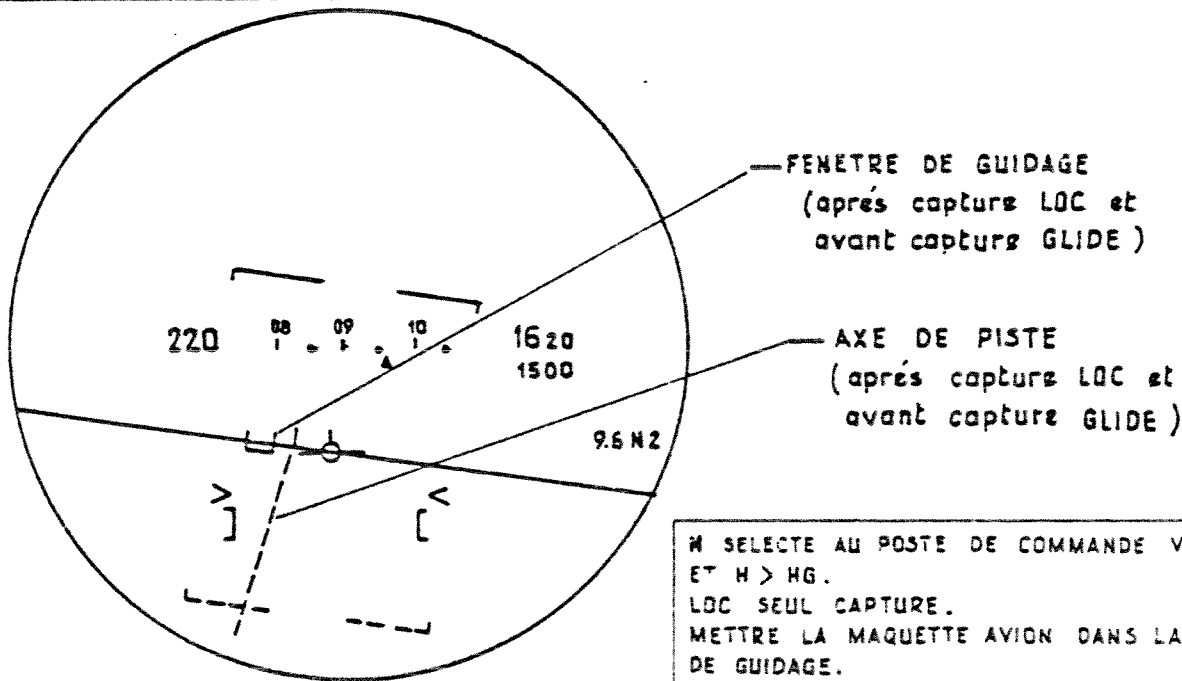 FENETRE DE GUIDAGE
(aprés capture LOC et
avant capture GLIDE)
220
08 09 10
1620
1500
AXE DE PISTE
(aprés capture LOC et
avant capture GLIDE)
9.6 N2
SELECTE AU POSTE DE COMMANDE V
ET H > HG.
LOC SEUL CAPTURE.
METTRE LA MAQUETTE AVION DANS LA
DE GUIDAGE.